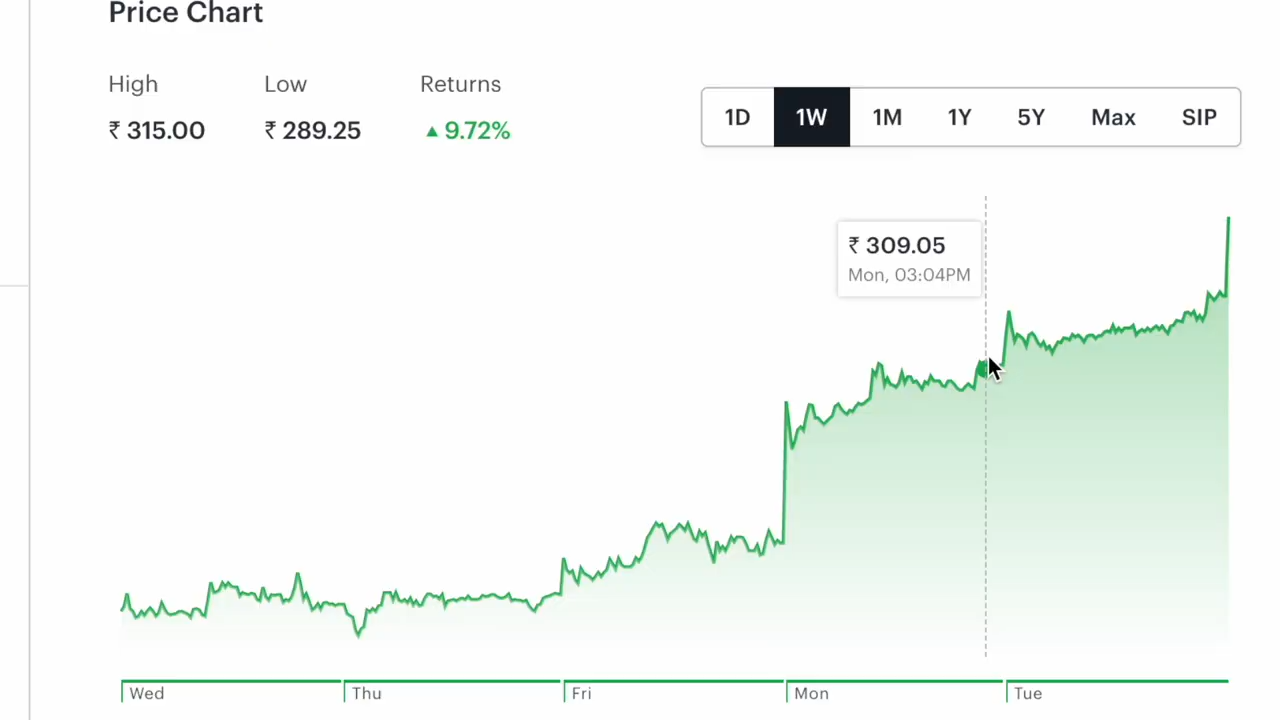 Price Chart
High Low Returns
₹ 315.00 ₹ 289.25 ▲ 9.72%
1D 1W 1M 1Y 5Y Max SIP
₹ 309.05
Mon, 03:04PM
Wed Thu Fri Mon Tue